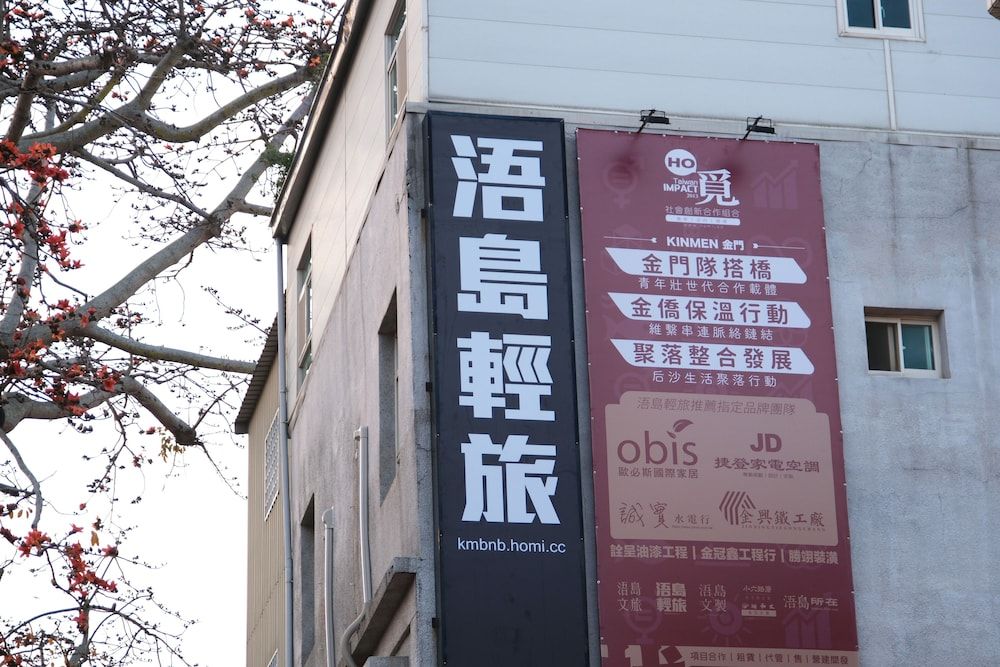 浯島輕旅
kmbnb.homi.cc
HO
Taiwan
IMPACT
覓
社會創新合作組合
KINMEN 金門
金門隊搭橋
青年壯世代合作載體
金僑保溫行動
維繫串連脈絡鏈結
聚落整合發展
后沙生活聚落行動
浯島輕旅推薦指定品牌團隊
obis
歐必斯國際家居
JD
捷登家電空調
誠寶 水電行
金興鐵工廠
詮呈油漆工程｜金冠鑫工程行｜勝翊裝潢
浯島文旅
浯島輕旅
浯島文製
浯島所在
項目合作｜租賃｜代管｜售｜營建開發